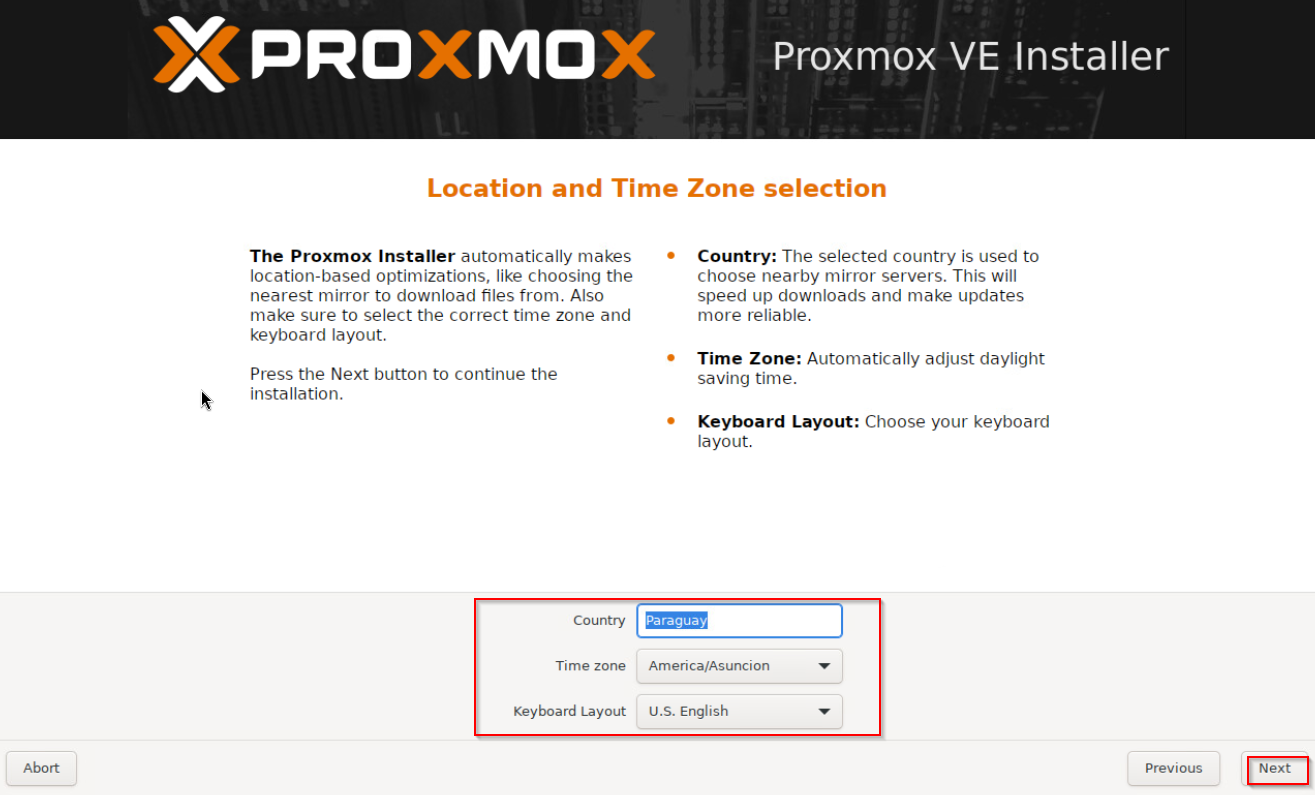 PROXMOX
Proxmox VE Installer
LL
Location and Time Zone selection
The Proxmox Installer automatically makes
location-based optimizations, like choosing the
nearest mirror to download files from. Also
make sure to select the correct time zone and
keyboard layout.
Press the Next button to continue the
installation.
Country: The selected country is used to
choose nearby mirror servers. This will
speed up downloads and make updates
more reliable.
Time Zone: Automatically adjust daylight
saving time.
Keyboard Layout: Choose your keyboard
layout.
Country Paraguay
Time zone America/Asuncion
Keyboard Layout U.S. English
Abort Previous Next